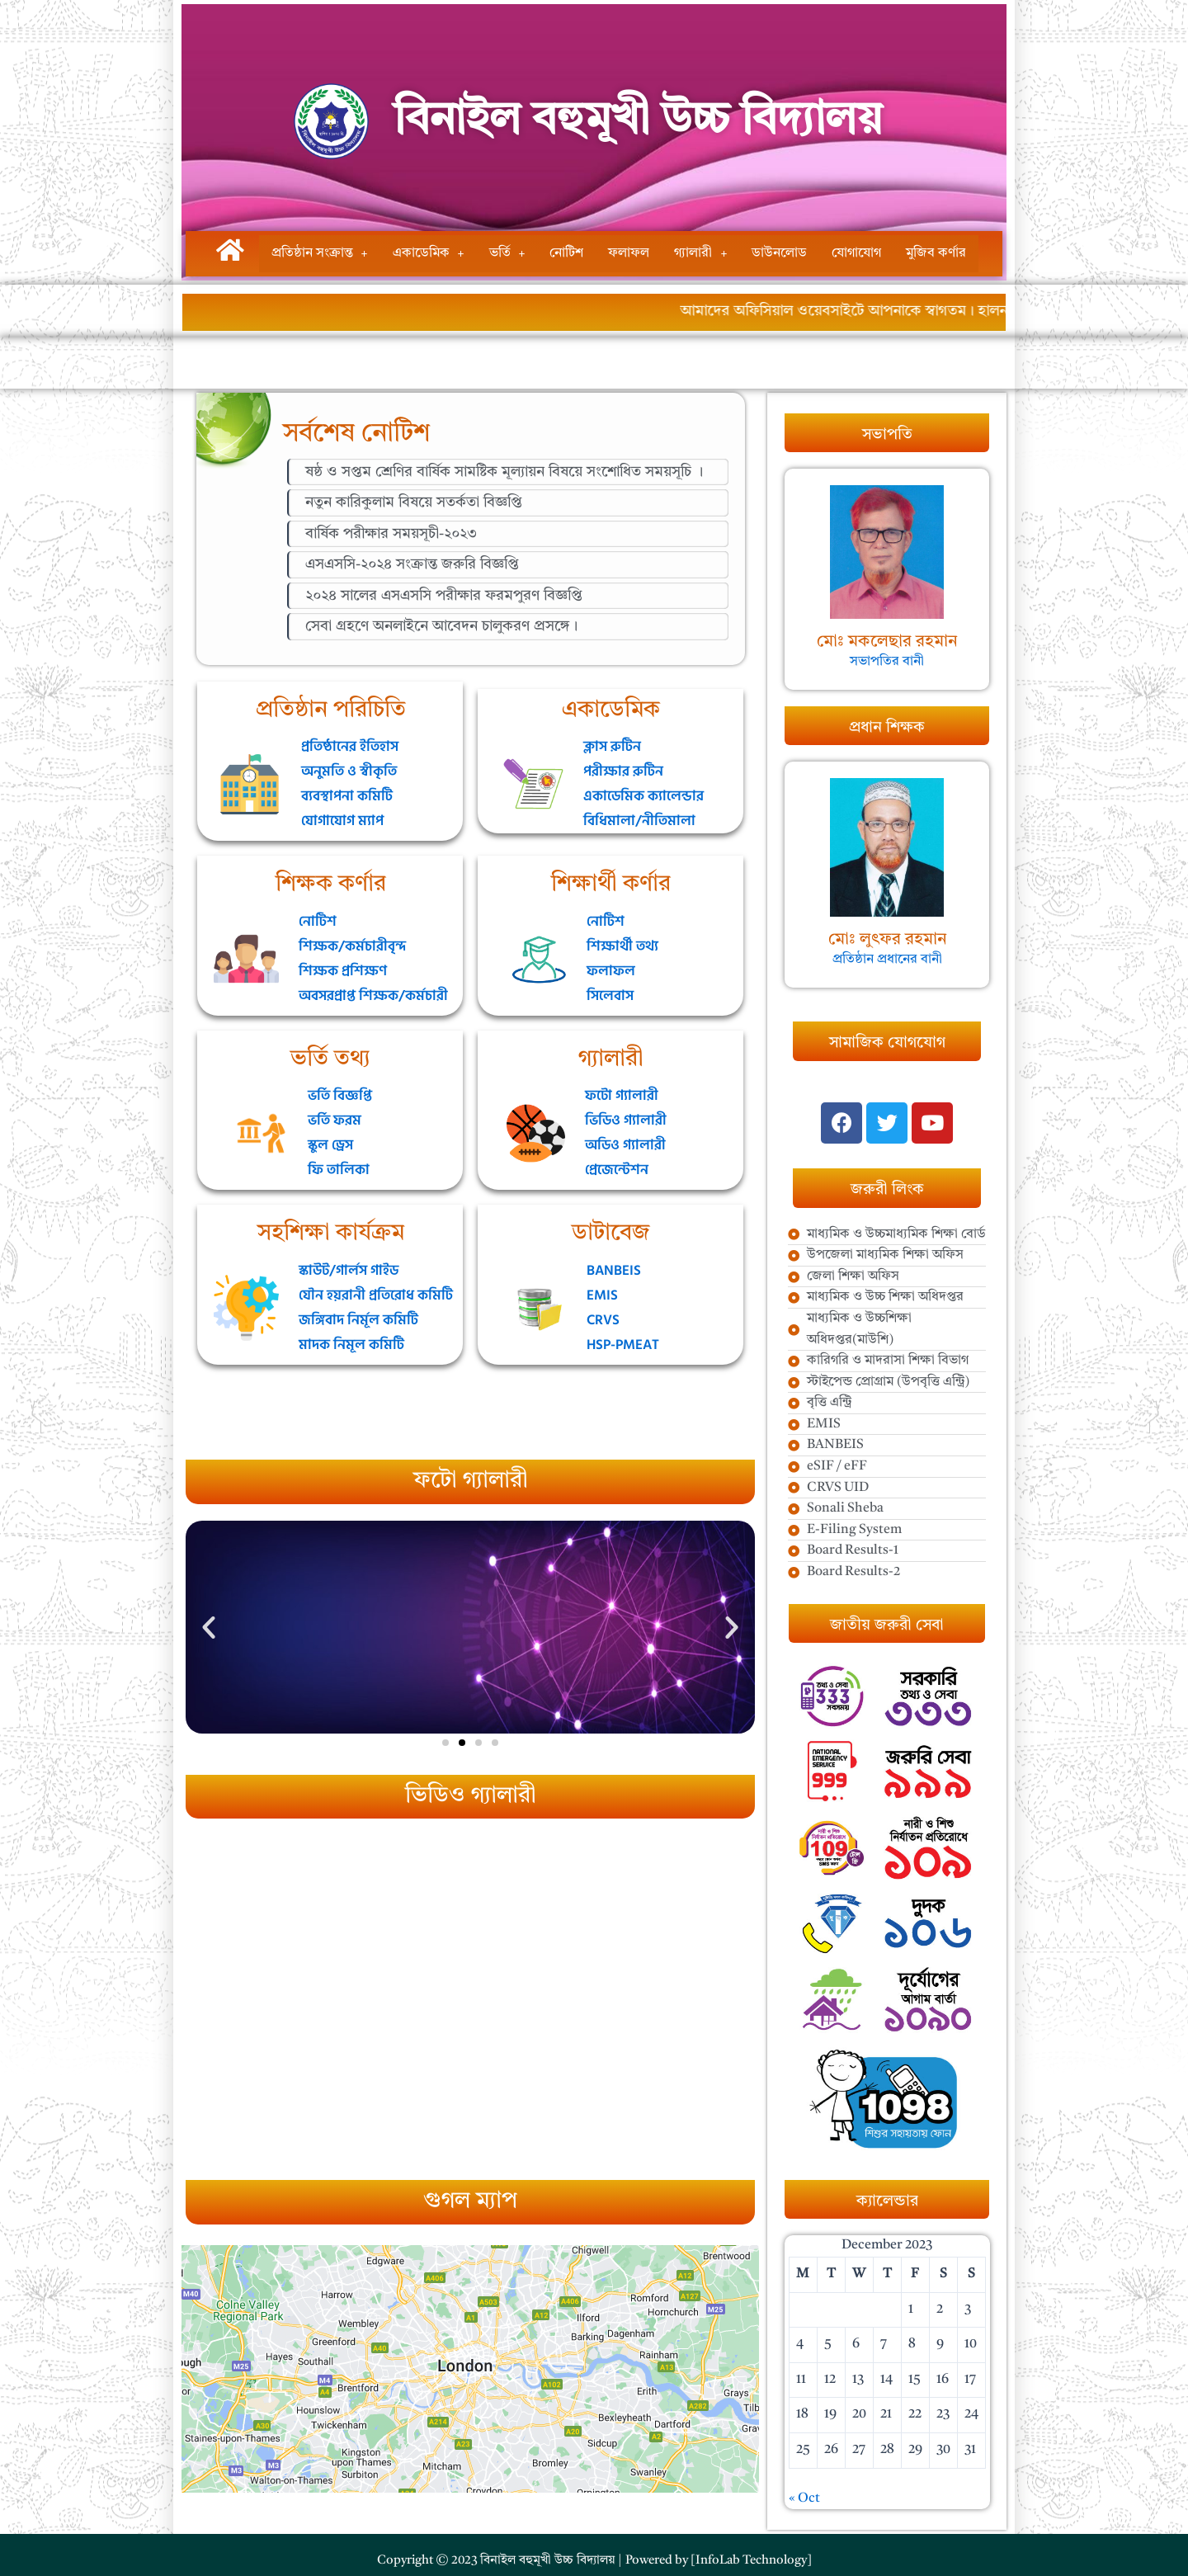 বিনাইল বহুমূখী উচ্চ বিদ্যালয়
প্রতিষ্ঠান সংক্রান্ত +
একাডেমিক +
ভর্তি +
নোটিশ
ফলাফল
গ্যালারী +
ডাউনলোড
যোগাযোগ
মুজিব কর্ণার
আমাদের অফিসিয়াল ওয়েবসাইটে আপনাকে স্বাগতম। হালন
সর্বশেষ নোটিশ
ষষ্ঠ ও সপ্তম শ্রেণির বার্ষিক সামষ্টিক মূল্যায়ন বিষয়ে সংশোধিত সময়সূচি ।
নতুন কারিকুলাম বিষয়ে সতর্কতা বিজ্ঞপ্তি
বার্ষিক পরীক্ষার সময়সূচী-২০২৩
এসএসসি-২০২৪ সংক্রান্ত জরুরি বিজ্ঞপ্তি
২০২৪ সালের এসএসসি পরীক্ষার ফরমপুরণ বিজ্ঞপ্তি
সেবা গ্রহণে অনলাইনে আবেদন চালুকরণ প্রসঙ্গে।
প্রতিষ্ঠান পরিচিতি
প্রতিষ্ঠানের ইতিহাস
অনুমতি ও স্বীকৃতি
ব্যবস্থাপনা কমিটি
যোগাযোগ ম্যাপ
একাডেমিক
ক্লাস রুটিন
পরীক্ষার রুটিন
একাডেমিক ক্যালেন্ডার
বিধিমালা/নীতিমালা
শিক্ষক কর্ণার
নোটিশ
শিক্ষক/কর্মচারীবৃন্দ
শিক্ষক প্রশিক্ষণ
অবসরপ্রাপ্ত শিক্ষক/কর্মচারী
শিক্ষার্থী কর্ণার
নোটিশ
শিক্ষার্থী তথ্য
ফলাফল
সিলেবাস
ভর্তি তথ্য
ভর্তি বিজ্ঞপ্তি
ভর্তি ফরম
স্কুল ড্রেস
ফি তালিকা
গ্যালারী
ফটো গ্যালারী
ভিডিও গ্যালারী
অডিও গ্যালারী
প্রেজেন্টেশন
সহশিক্ষা কার্যক্রম
স্কাউট/গার্লস গাইড
যৌন হয়রানী প্রতিরোধ কমিটি
জঙ্গিবাদ নির্মূল কমিটি
মাদক নিমূল কমিটি
ডাটাবেজ
BANBEIS
EMIS
CRVS
HSP-PMEAT
ফটো গ্যালারী
ভিডিও গ্যালারী
গুগল ম্যাপ
Chigwell
Edgware
Brentwood
A406
A12
M40
A503
A406
A127
Harrow
Romford
Colne Valley
Regional Park
A1
A12
Ilford
Hornchurch
M25
Wembley
Barking
Dagenham
Greenford
A40
Hayes
Southall
London
Rainham
M25
A13
M4
A4
Brentford
A102
Erith
Grays
A282
Hounslow
Twickenham
A214
Bexleyheath
Dartford
A30
A20
Staines-upon-Thames
A23
Sidcup
A2
Kingston
upon Thames
M3
M3
Surbiton
Mitcham
Bromley
Swanley
Walton-on-Thames
Croydon
Orpington
সভাপতি
মোঃ মকলেছার রহমান
সভাপতির বানী
প্রধান শিক্ষক
মোঃ লুৎফর রহমান
প্রতিষ্ঠান প্রধানের বানী
সামাজিক যোগযোগ
জরুরী লিংক
মাধ্যমিক ও উচ্চমাধ্যমিক শিক্ষা বোর্ড
উপজেলা মাধ্যমিক শিক্ষা অফিস
জেলা শিক্ষা অফিস
মাধ্যমিক ও উচ্চ শিক্ষা অধিদপ্তর
মাধ্যমিক ও উচ্চশিক্ষা
অধিদপ্তর(মাউশি)
কারিগরি ও মাদরাসা শিক্ষা বিভাগ
স্টাইপেন্ড প্রোগ্রাম (উপবৃত্তি এন্ট্রি)
বৃত্তি এন্ট্রি
EMIS
BANBEIS
eSIF / eFF
CRVS UID
Sonali Sheba
E-Filing System
Board Results-1
Board Results-2
জাতীয় জরুরী সেবা
তথ্য ও সেবা
333
সবসময়
সরকারি
তথ্য ও সেবা
৩৩৩
NATIONAL
EMERGENCY
SERVICE
999
জরুরি সেবা
৯৯৯
109
নারী ও শিশু
নির্যাতন প্রতিরোধে
১০৯
দুদক
১০৬
দূর্যোগের
আগাম বার্তা
১০৯০
1098
শিশুর সহায়তায় ফোন
ক্যালেন্ডার
December 2023
M T W T F S S
1 2 3
4 5 6 7 8 9 10
11 12 13 14 15 16 17
18 19 20 21 22 23 24
25 26 27 28 29 30 31
« Oct
Copyright © 2023 বিনাইল বহুমূখী উচ্চ বিদ্যালয় | Powered by [InfoLab Technology]